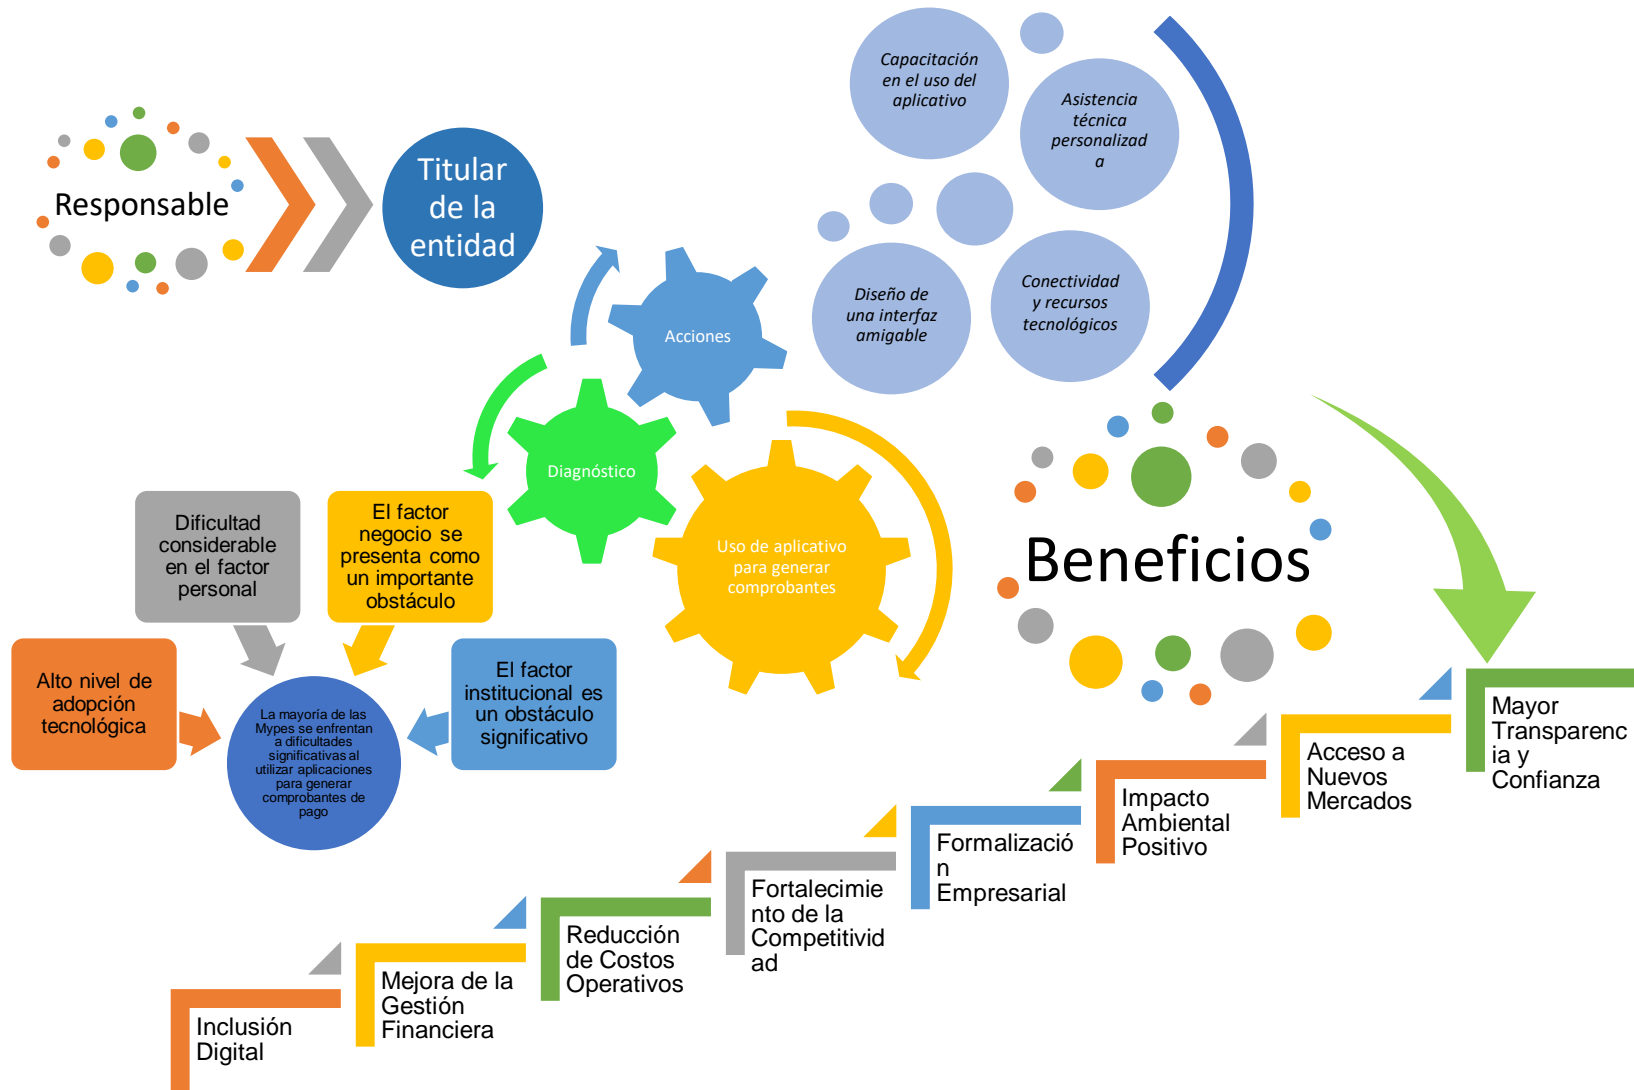 Responsable
Titular
de la
entidad
Capacitación
en el uso del
aplicativo
Asistencia
técnica
personalizad
a
Diseño de
una interfaz
amigable
Conectividad
y recursos
tecnológicos
Acciones
Diagnóstico
Uso de aplicativo
para generar
comprobantes
Dificultad
considerable
en el factor
personal
El factor
negocio se
presenta como
un importante
obstáculo
Alto nivel de
adopción
tecnológica
El factor
institucional es
un obstáculo
significativo
La mayoría de las
Mypes se enfrentan
a dificultades
significativas al
utilizar aplicaciones
para generar
comprobantes de
pago
Beneficios
Inclusión
Digital
Mejora de la
Gestión
Financiera
Reducción
de Costos
Operativos
Fortalecimie
nto de la
Competitivid
ad
Formalizació
n
Empresarial
Impacto
Ambiental
Positivo
Acceso a
Nuevos
Mercados
Mayor
Transparenc
ia y
Confianza